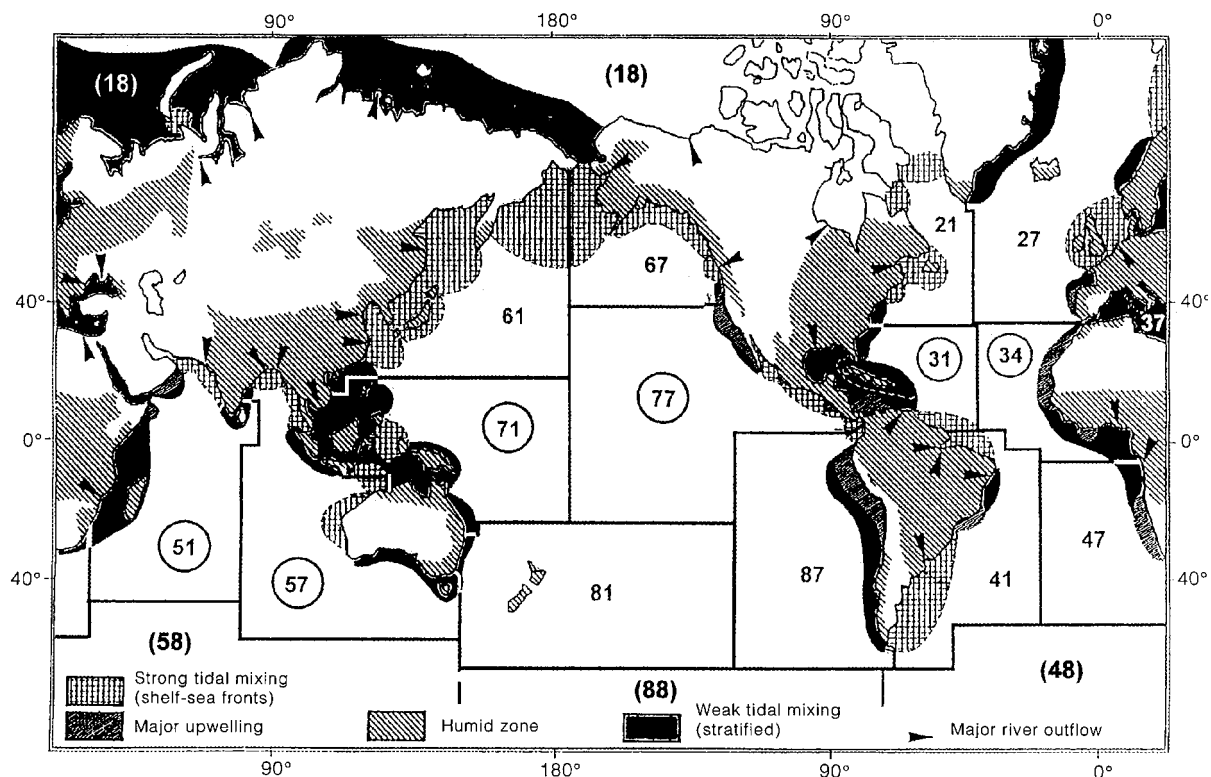 90° 180° 90° 0°
(18) (18)
21
27
67
40° 61 37 40°
31 34
77
71
0° 0°
51 47
57 87 41
40° 81 40°
(58) (48)
Strong tidal mixing
(shelf-sea fronts)
(88)
Major upwelling
Humid zone
Weak tidal mixing
(stratified)
Major river outflow
90° 180° 90° 0°